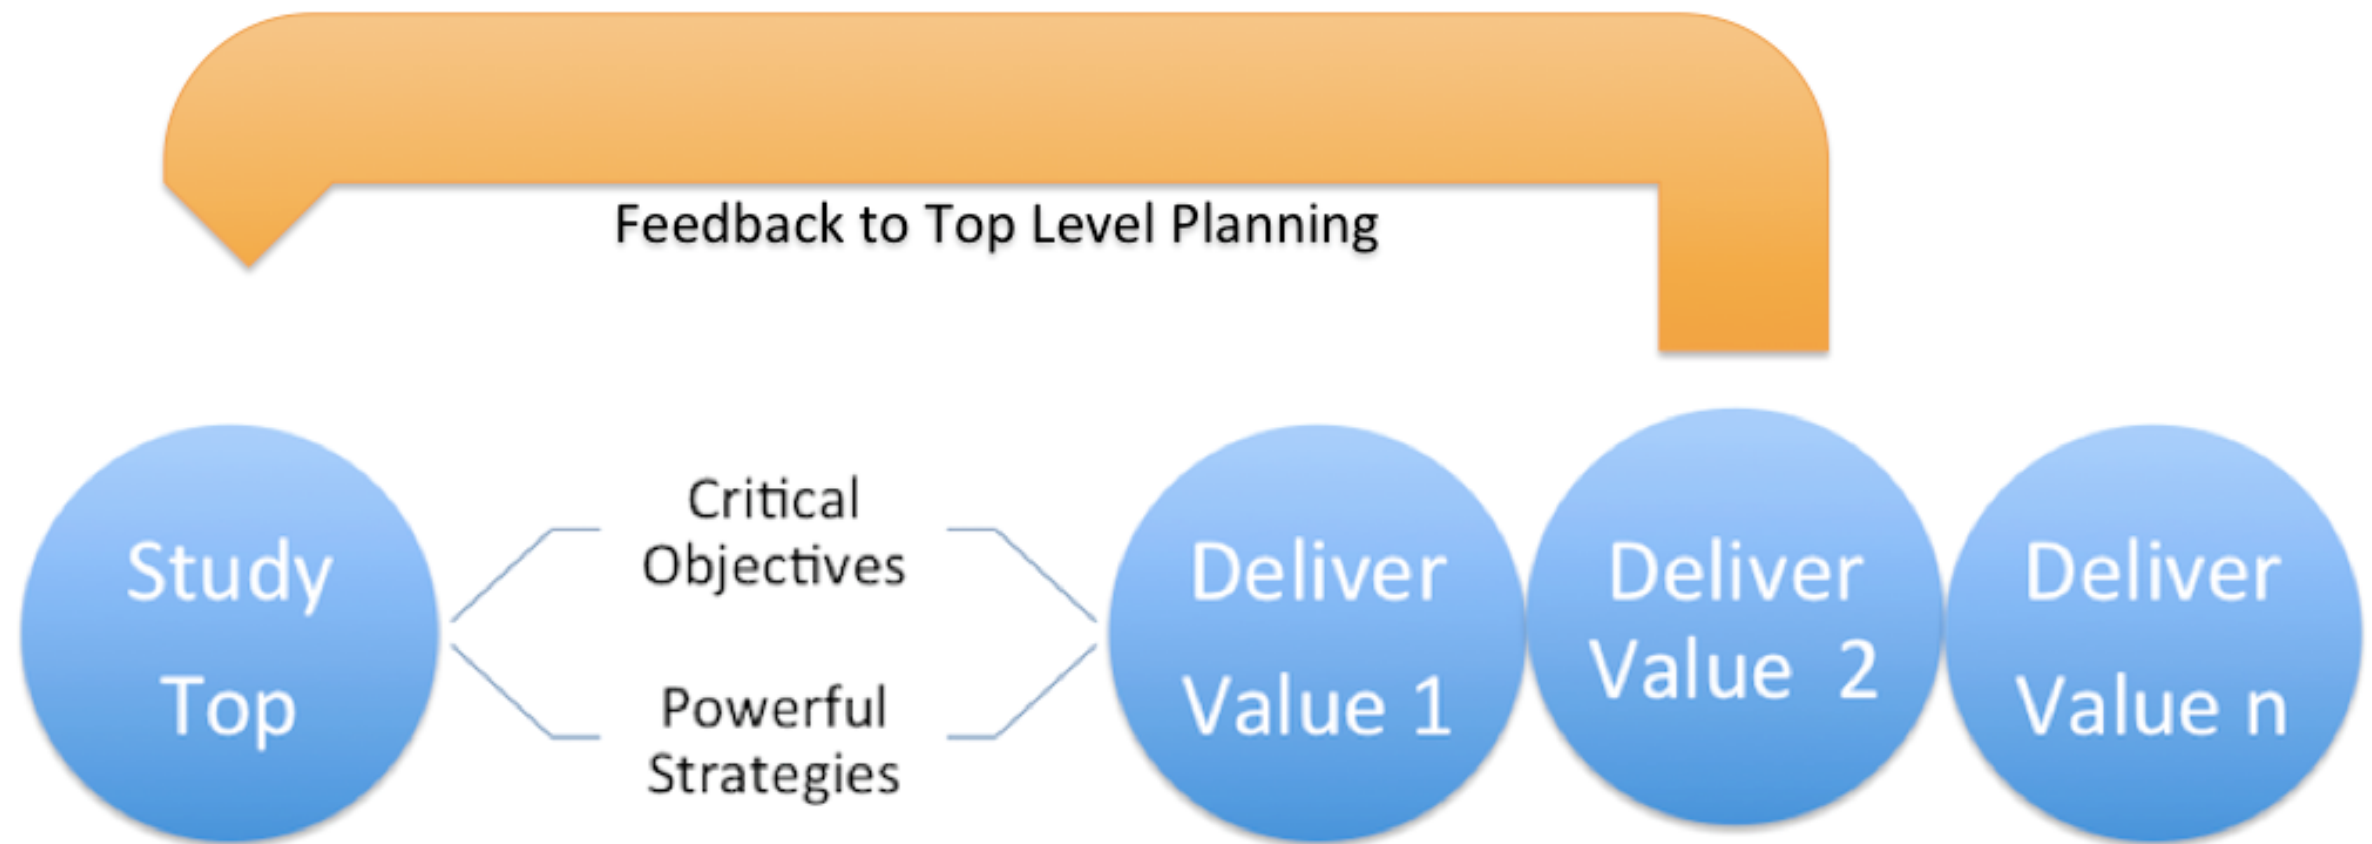 Feedback to Top Level Planning
Study
Top
Critical
Objectives
Powerful
Strategies
Deliver
Value 1
Deliver
Value 2
Deliver
Value n